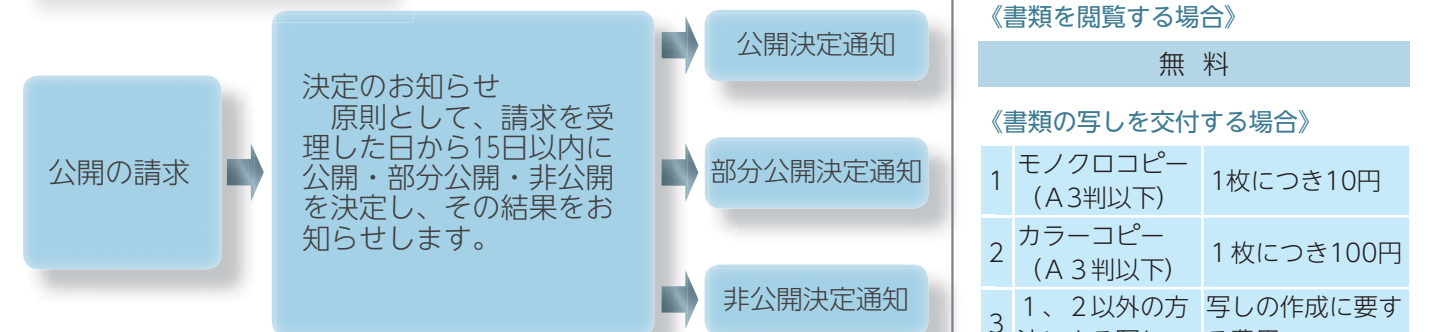 公開の請求
決定のお知らせ
　原則として、請求を受
理した日から15日以内に
公開・部分公開・非公開
を決定し、その結果をお
知らせします。
公開決定通知
部分公開決定通知
非公開決定通知
《書類を閲覧する場合》
無 料
《書類の写しを交付する場合》
1 モノクロコピー
（A3判以下） 1枚につき10円
2 カラーコピー
（A３判以下） １枚につき100円
3 １、２以外の方 写しの作成に要す